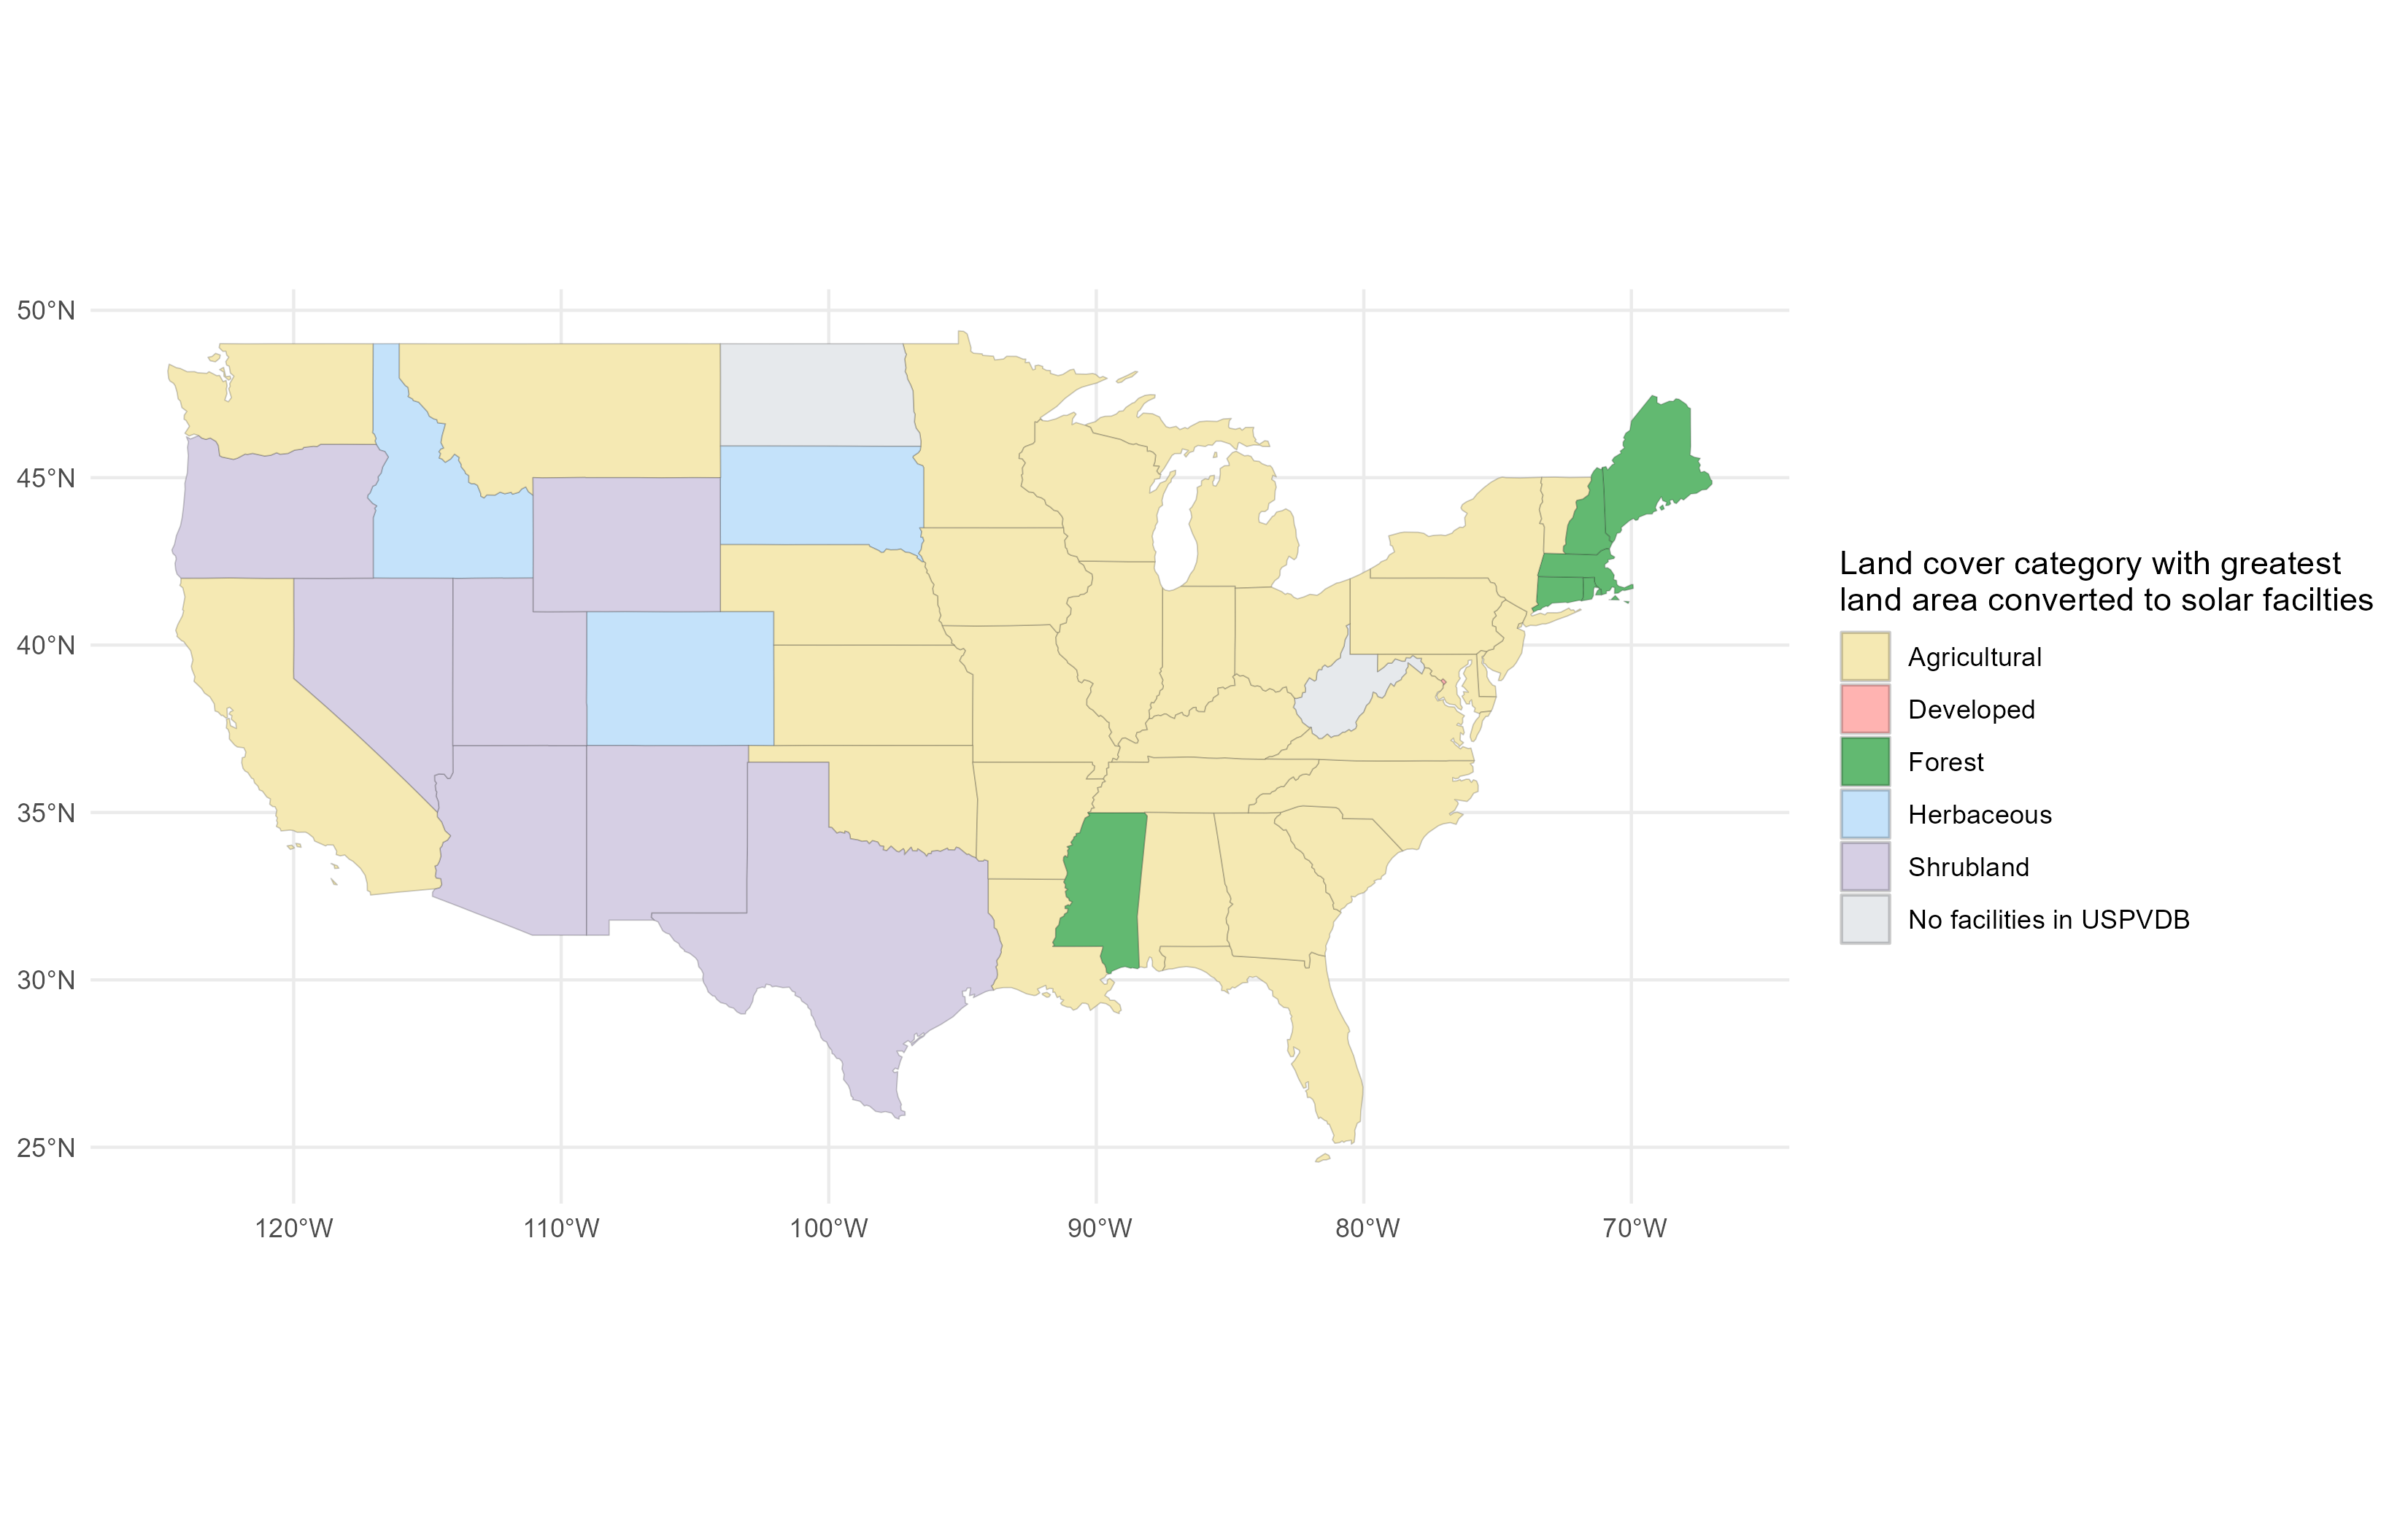 50°N
45°N
40°N
35°N
30°N
25°N
120°W
110°W
100°W
90°W
80°W
70°W
Land cover category with greatest
land area converted to solar facilties
Agricultural
Developed
Forest
Herbaceous
Shrubland
No facilities in USPVDB